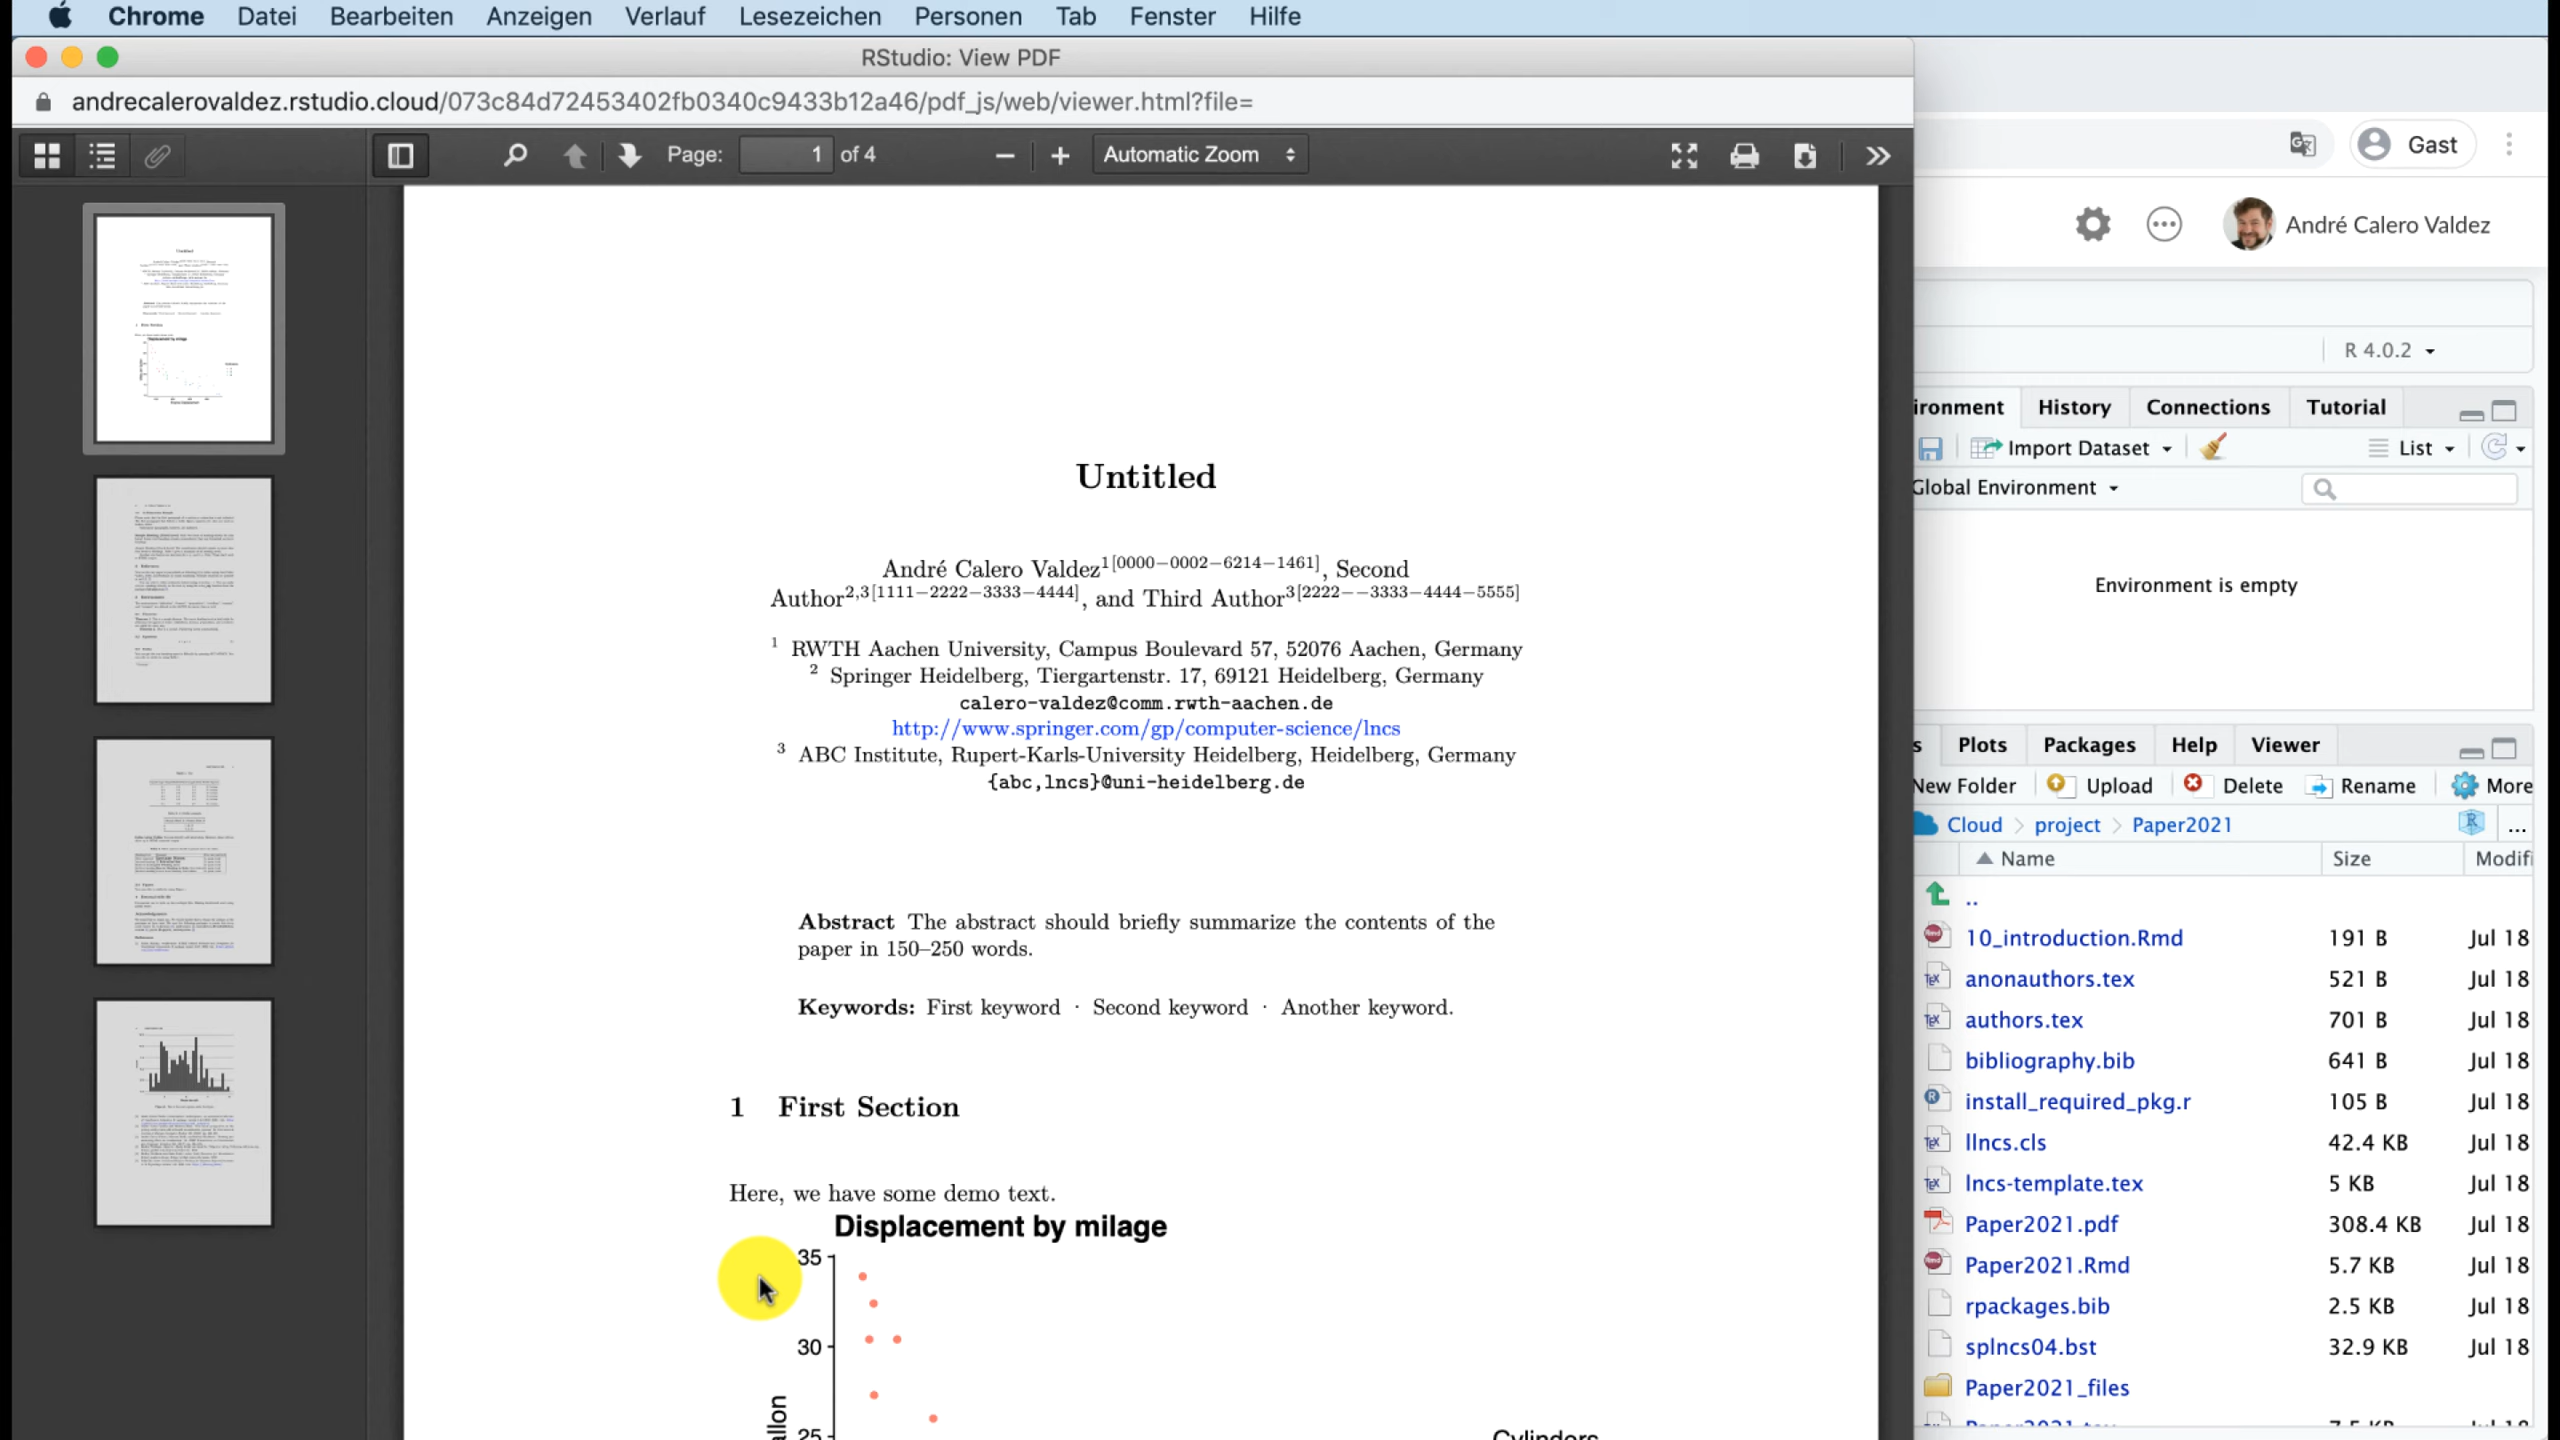 Chrome Datei Bearbeiten Anzeigen Verlauf Lesezeichen Personen Tab Fenster Hilfe
RStudio: View PDF
andrecalerovaldez.rstudio.cloud/073c84d72453402fb0340c9433b12a46/pdf_js/web/viewer.html?file=
Page: 1 of 4 Automatic Zoom
Gast
André Calero Valdez
R 4.0.2
ironment History Connections Tutorial
Import Dataset List
Global Environment
Environment is empty
s Plots Packages Help Viewer
New Folder Upload Delete Rename More
Cloud > project > Paper2021 ...
Name Size Modifi
..
10_introduction.Rmd 191 B Jul 18
anonauthors.tex 521 B Jul 18
authors.tex 701 B Jul 18
bibliography.bib 641 B Jul 18
install_required_pkg.r 105 B Jul 18
llncs.cls 42.4 KB Jul 18
lncs-template.tex 5 KB Jul 18
Paper2021.pdf 308.4 KB Jul 18
Paper2021.Rmd 5.7 KB Jul 18
rpackages.bib 2.5 KB Jul 18
splncs04.bst 32.9 KB Jul 18
Paper2021_files
Untitled
André Calero Valdez1[0000−0002−6214−1461], Second
Author2,3[1111−2222−3333−4444], and Third Author3[2222−−3333−4444−5555]
1 RWTH Aachen University, Campus Boulevard 57, 52076 Aachen, Germany
2 Springer Heidelberg, Tiergartenstr. 17, 69121 Heidelberg, Germany
calero-valdez@comm.rwth-aachen.de
http://www.springer.com/gp/computer-science/lncs
3 ABC Institute, Rupert-Karls-University Heidelberg, Heidelberg, Germany
{abc,lncs}@uni-heidelberg.de
Abstract The abstract should briefly summarize the contents of the
paper in 150–250 words.
Keywords: First keyword · Second keyword · Another keyword.
1 First Section
Here, we have some demo text.
Displacement by milage
35
30
25
allon
Cylinders